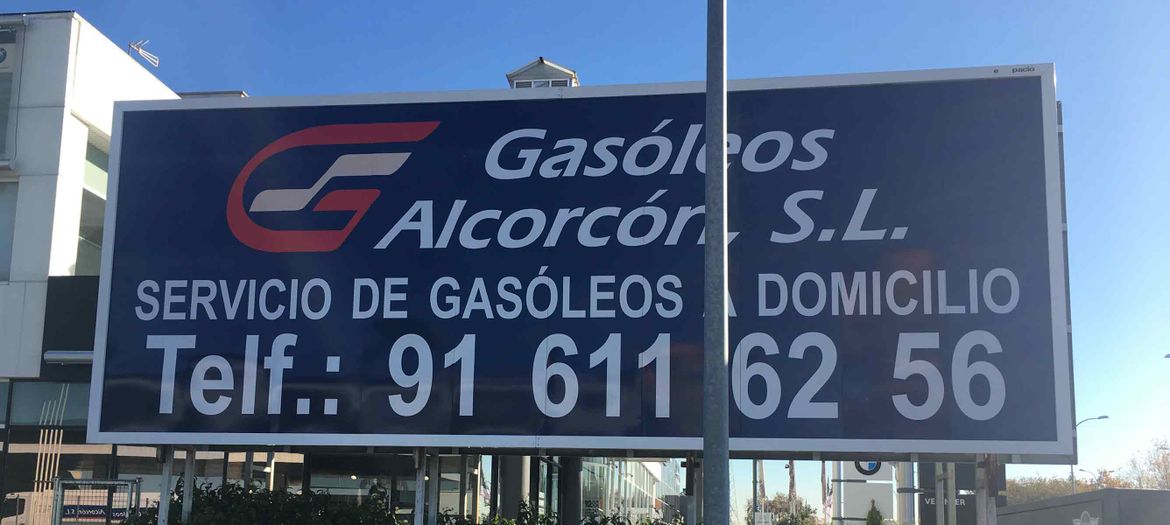 Gasóleos
Alcorcón, S.L.
SERVICIO DE GASÓLEOS A DOMICILIO
Telf.: 91 611 62 56